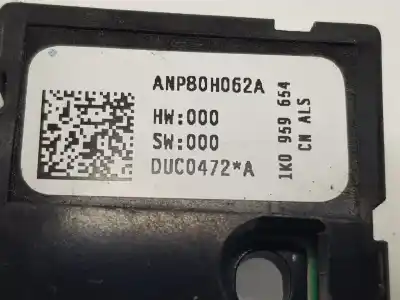 ANP80H062A
HW:000
SW:000
DUC0472*A
1K0 959 654
CN ALS